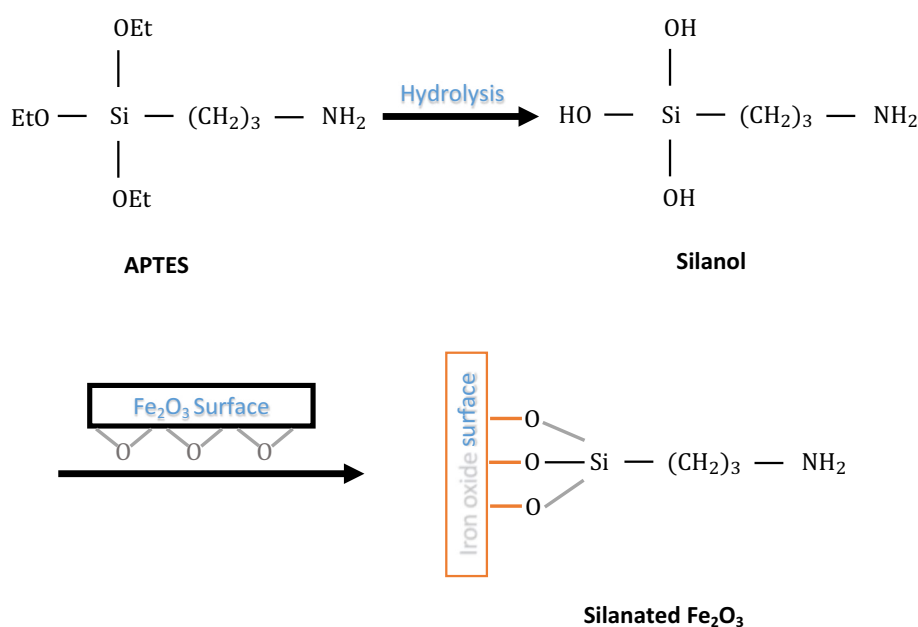 OEt
OH
Hydrolysis
EtO — Si — (CH₂)₃ — NH₂
HO — Si — (CH₂)₃ — NH₂
OEt
OH
APTES
Silanol
Fe₂O₃ Surface
O O O
Iron oxide surface
O
O — Si — (CH₂)₃ — NH₂
O
Silanated Fe₂O₃